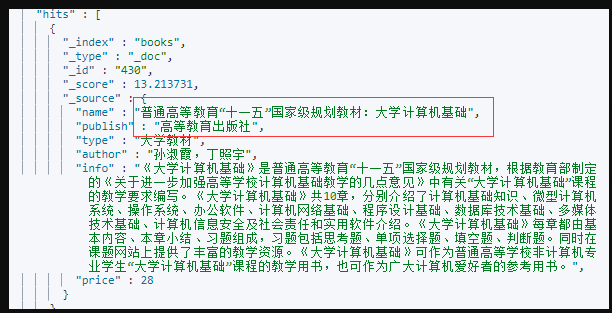 "hits" : [
{
"_index" : "books",
"_type" : "_doc",
"_id" : "430",
"_score" : 13.213731,
"_source" : {
"name" : "普通高等教育“十一五”国家级规划教材：大学计算机基础",
"publish" : "高等教育出版社",
"type" : "大学教材",
"author" : "孙淑霞，丁照宇",
"info" : "《大学计算机基础》是普通高等教育“十一五”国家级规划教材，根据教育部制定
的《关于进一步加强高等学校计算机基础教学的几点意见》中有关“大学计算机基础”课程
的教学要求编写。《大学计算机基础》共10章，分别介绍了计算机基础知识、微型计算机
系统、操作系统、办公软件、计算机网络基础、程序设计基础、数据库技术基础、多媒体
技术基础、计算机信息安全及社会责任和实用软件介绍。《大学计算机基础》每章都由基
本内容、本章小结、习题组成，习题包括思考题、单项选择题、填空题、判断题。同时在
课题网站上提供了丰富的教学资源。《大学计算机基础》可作为普通高等学校非计算机专
业学生“大学计算机基础”课程的教学用书，也可作为广大计算机爱好者的参考用书。",
"price" : 28
}
}